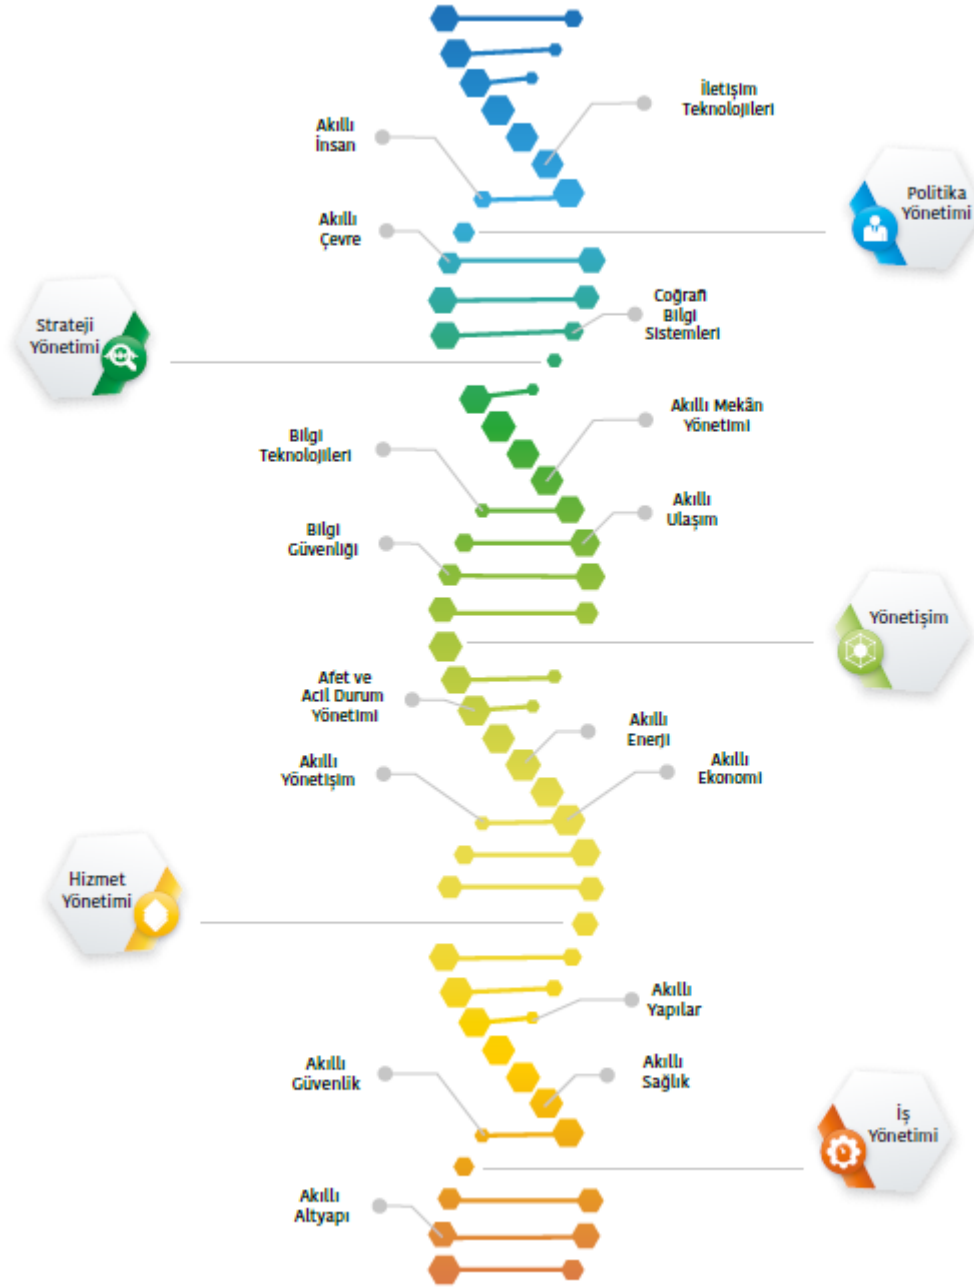 İletişim
Teknolojileri
Akıllı
İnsan
Politika
Yönetimi
Akıllı
Çevre
Coğrafi
Bilgi
Sistemleri
Strateji
Yönetimi
Akıllı Mekân
Yönetimi
Bilgi
Teknolojileri
Akıllı
Ulaşım
Bilgi
Güvenliği
Yönetişim
Afet ve
Acil Durum
Yönetimi
Akıllı
Enerji
Akıllı
Ekonomi
Akıllı
Yönetişim
Hizmet
Yönetimi
Akıllı
Yapılar
Akıllı
Güvenlik
Akıllı
Sağlık
İş
Yönetimi
Akıllı
Altyapı